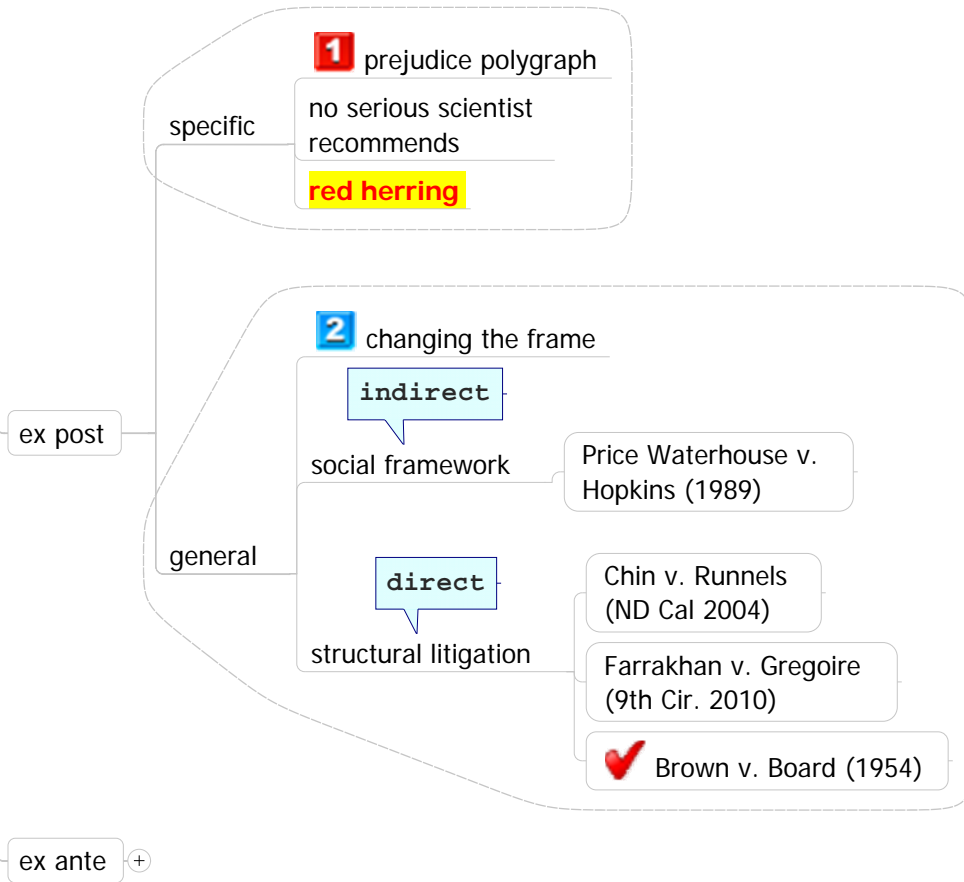 1 prejudice polygraph
specific
no serious scientist
recommends
red herring
2 changing the frame
indirect
ex post
social framework
Price Waterhouse v.
Hopkins (1989)
general
direct
structural litigation
Chin v. Runnels
(ND Cal 2004)
Farrakhan v. Gregoire
(9th Cir. 2010)
Brown v. Board (1954)
ex ante +